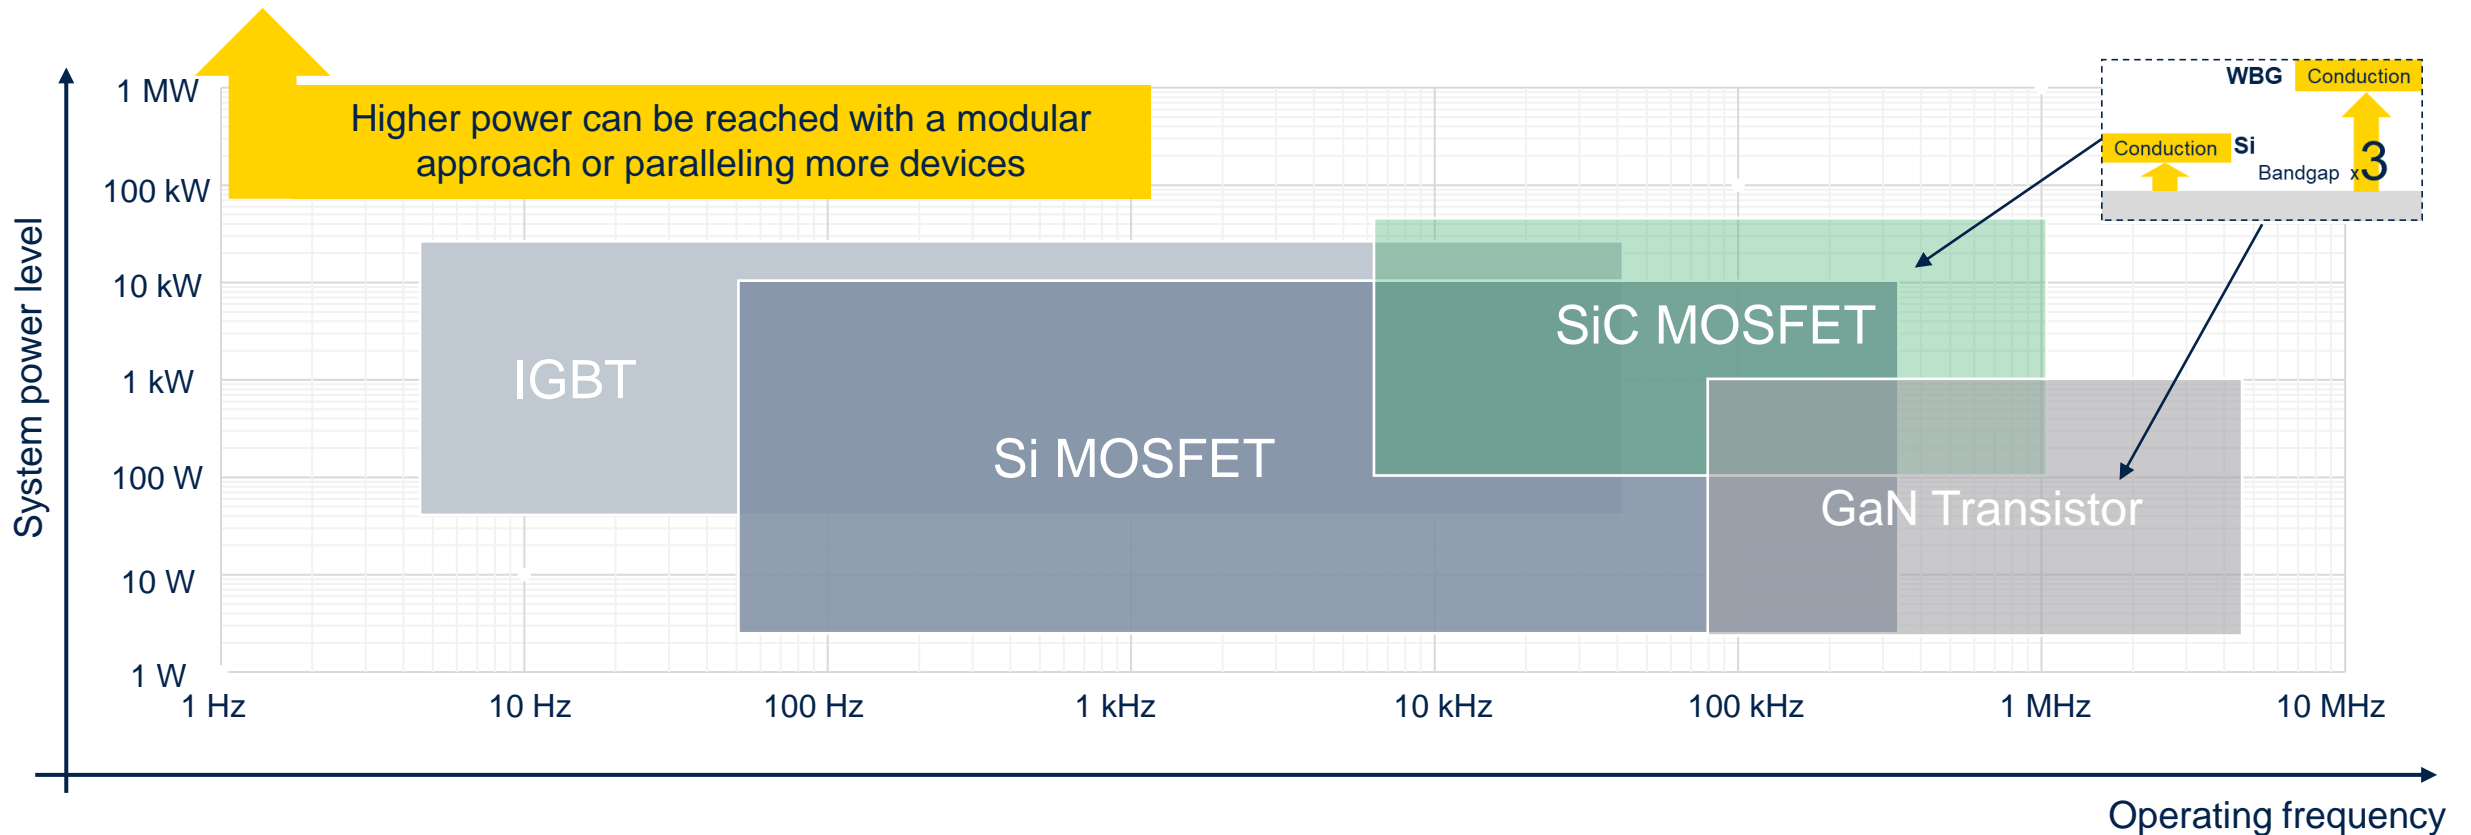 System power level
1 MW
100 kW
10 kW
1 kW
100 W
10 W
1 W
Higher power can be reached with a modular
approach or paralleling more devices
WBG
Conduction
Conduction
Si
Bandgap x3
IGBT
Si MOSFET
SiC MOSFET
GaN Transistor
1 Hz
10 Hz
100 Hz
1 kHz
10 kHz
100 kHz
1 MHz
10 MHz
Operating frequency